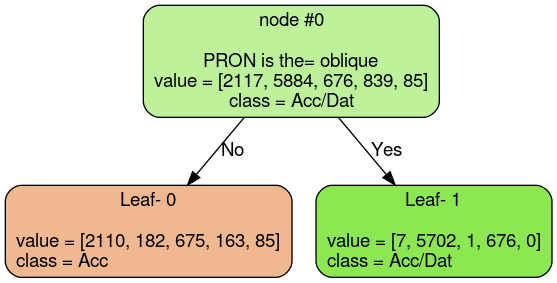 node #0
PRON is the= oblique
value = [2117, 5884, 676, 839, 85]
class = Acc/Dat
No
Yes
Leaf- 0
value = [2110, 182, 675, 163, 85]
class = Acc
Leaf- 1
value = [7, 5702, 1, 676, 0]
class = Acc/Dat